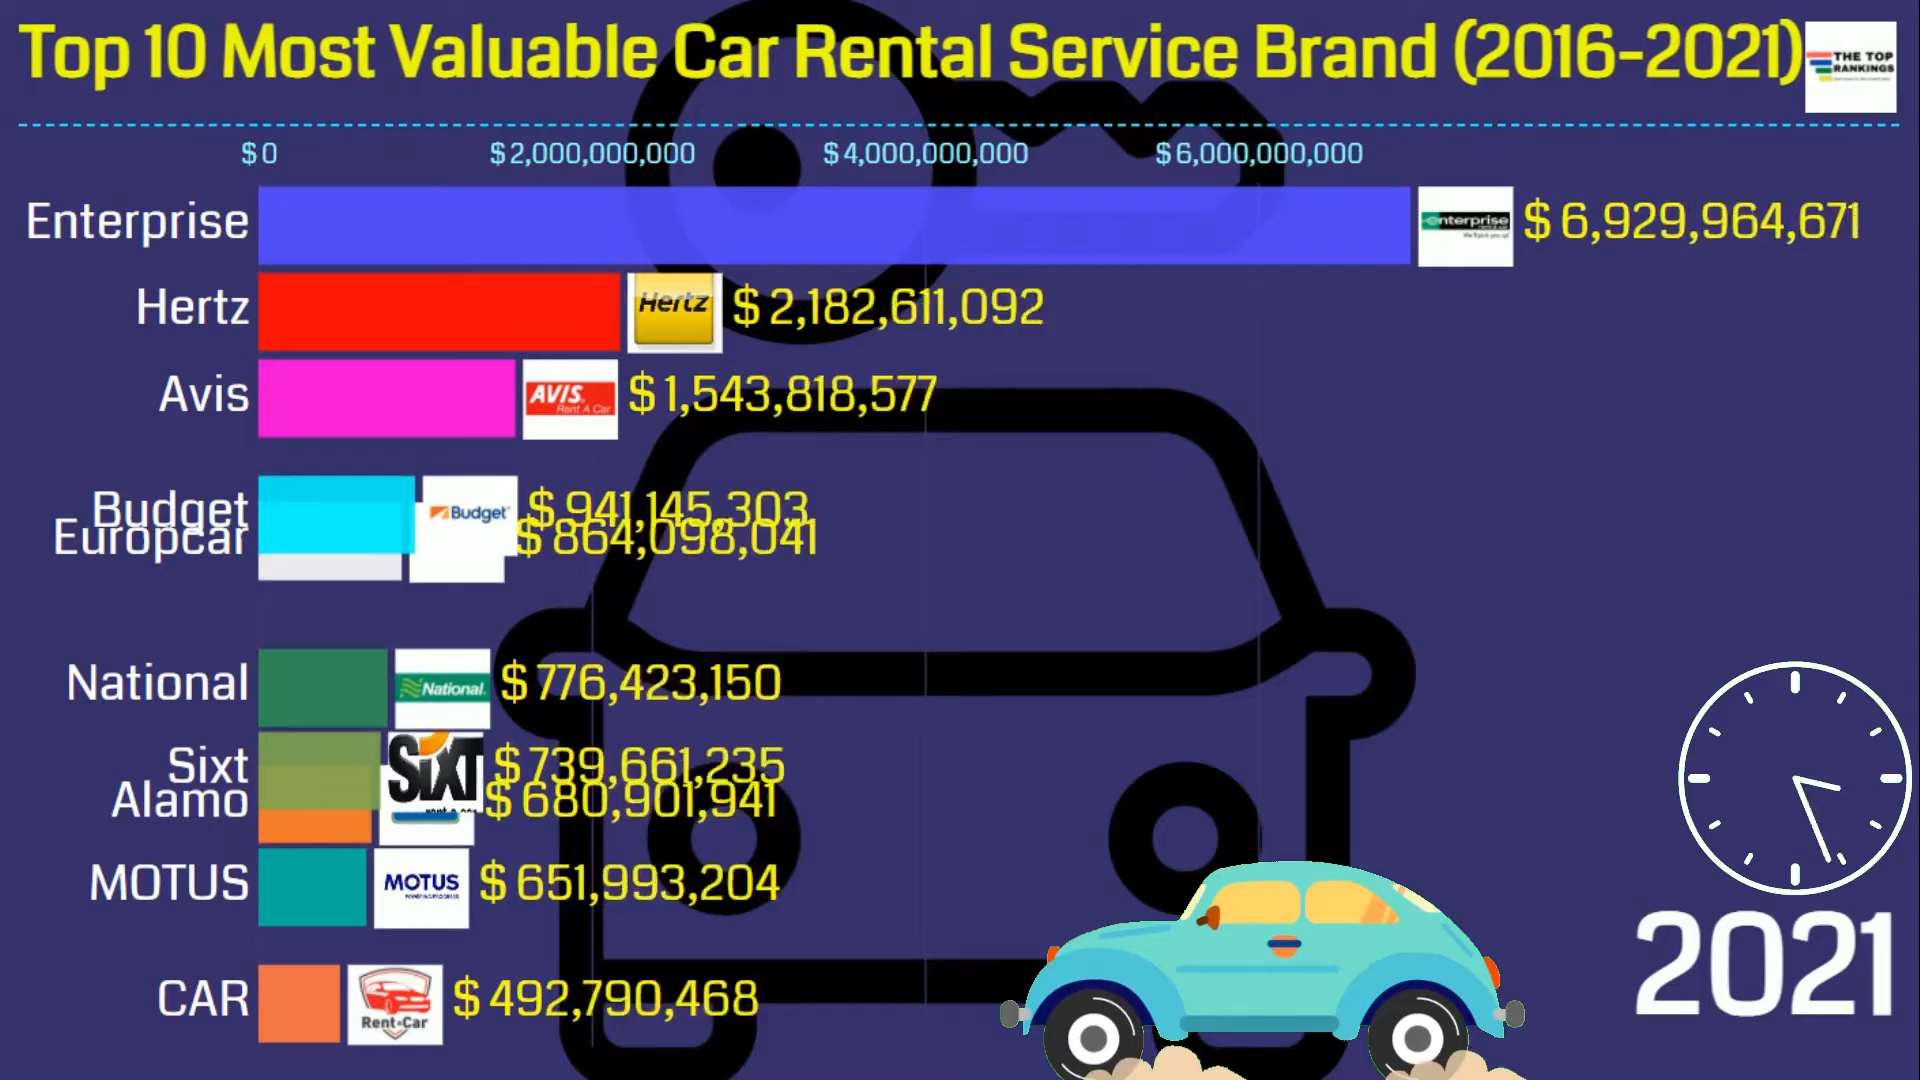 Top 10 Most Valuable Car Rental Service Brand (2016-2021)
THE TOP
RANKINGS
$ 0 $ 2,000,000,000 $ 4,000,000,000 $ 6,000,000,000
Enterprise enterprise $ 6,929,964,671
Hertz Hertz $ 2,182,611,092
Avis AVIS Rent A Car $ 1,543,818,577
Budget Budget $ 941,145,303
Europcar $ 864,098,041
National National $ 776,423,150
Sixt SIXT $ 739,661,235
Alamo $ 680,901,941
MOTUS MOTUS $ 651,993,204
CAR Rent Car $ 492,790,468
2021